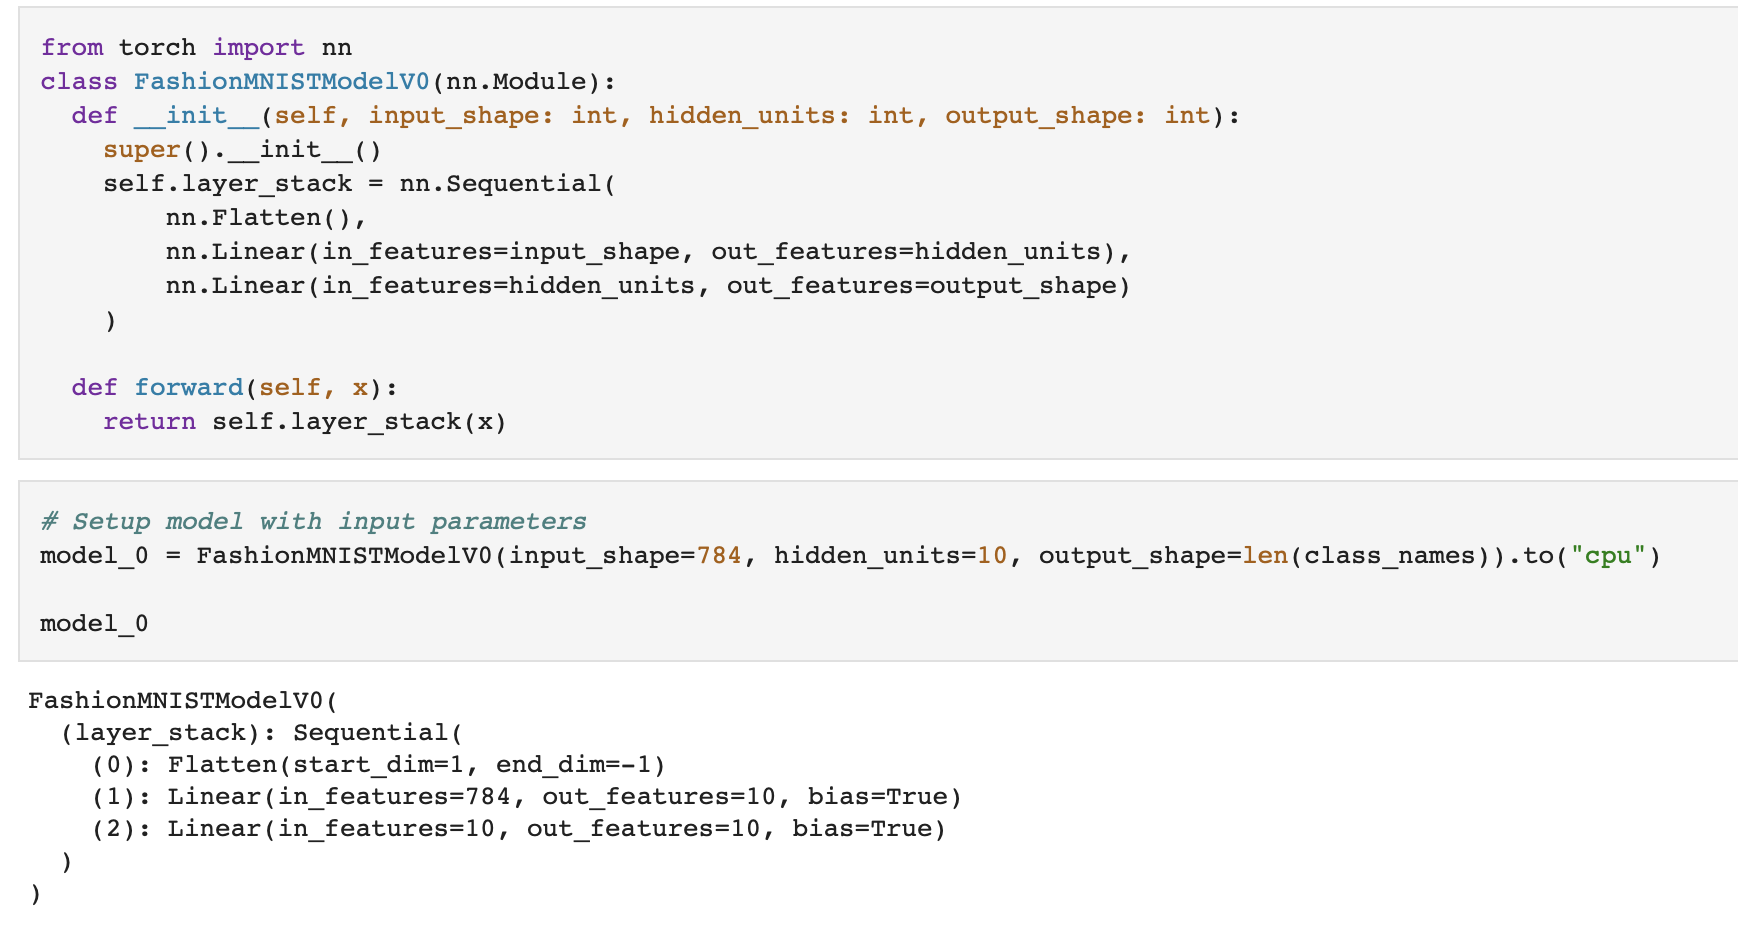 from torch import nn
class FashionMNISTModelV0(nn.Module):
  def __init__(self, input_shape: int, hidden_units: int, output_shape: int):
    super().__init__()
    self.layer_stack = nn.Sequential(
        nn.Flatten(),
        nn.Linear(in_features=input_shape, out_features=hidden_units),
        nn.Linear(in_features=hidden_units, out_features=output_shape)
    )
  def forward(self, x):
    return self.layer_stack(x)
# Setup model with input parameters
model_0 = FashionMNISTModelV0(input_shape=784, hidden_units=10, output_shape=len(class_names)).to("cpu")
model_0
FashionMNISTModelV0(
  (layer_stack): Sequential(
    (0): Flatten(start_dim=1, end_dim=-1)
    (1): Linear(in_features=784, out_features=10, bias=True)
    (2): Linear(in_features=10, out_features=10, bias=True)
  )
)